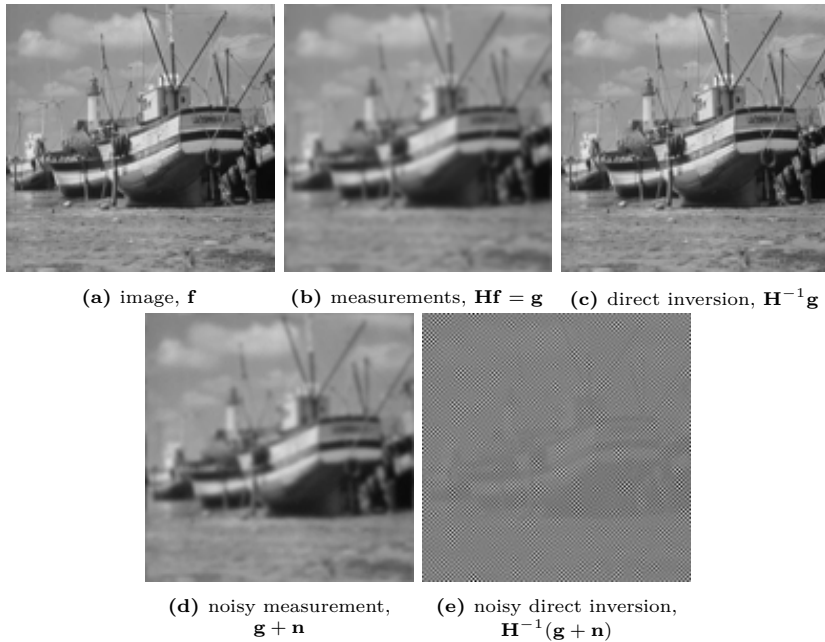 (a) image, f
(b) measurements, Hf = g
(c) direct inversion, H⁻¹g
(d) noisy measurement,
g + n
(e) noisy direct inversion,
H⁻¹(g + n)